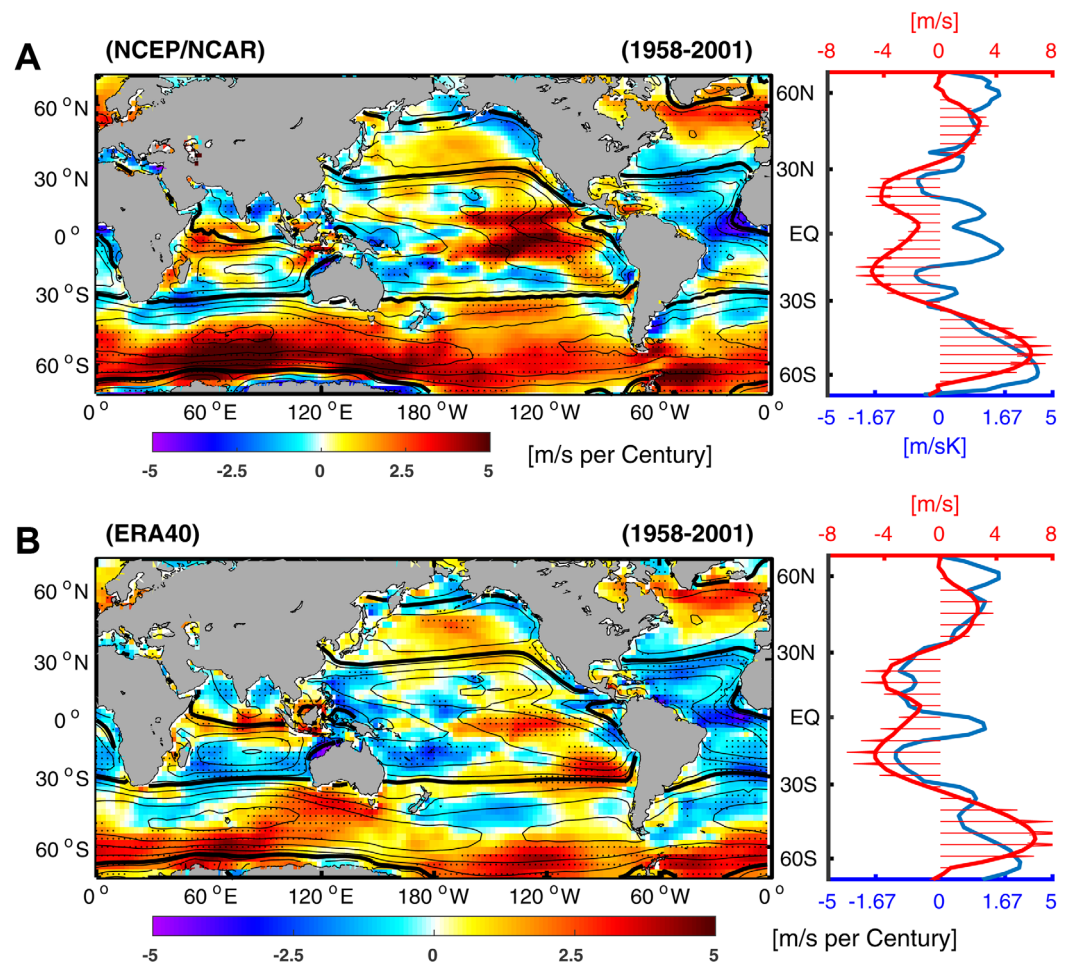 [m/s]
A (NCEP/NCAR) (1958-2001) -8 -4 0 4 8
60 °N
30 °N
0 °
30 °S
60 °S
0 ° 60 °E 120 °E 180 °W 120 °W 60 °W 0 °
60N
30N
EQ
30S
60S
-5 -1.67 0 1.67 5
[m/sK]
-5 -2.5 0 2.5 5
[m/s per Century]
[m/s]
B (ERA40) (1958-2001) -8 -4 0 4 8
60 °N
30 °N
0 °
30 °S
60 °S
0 ° 60 °E 120 °E 180 °W 120 °W 60 °W 0 °
60N
30N
EQ
30S
60S
-5 -1.67 0 1.67 5
-5 -2.5 0 2.5 5
[m/s per Century]